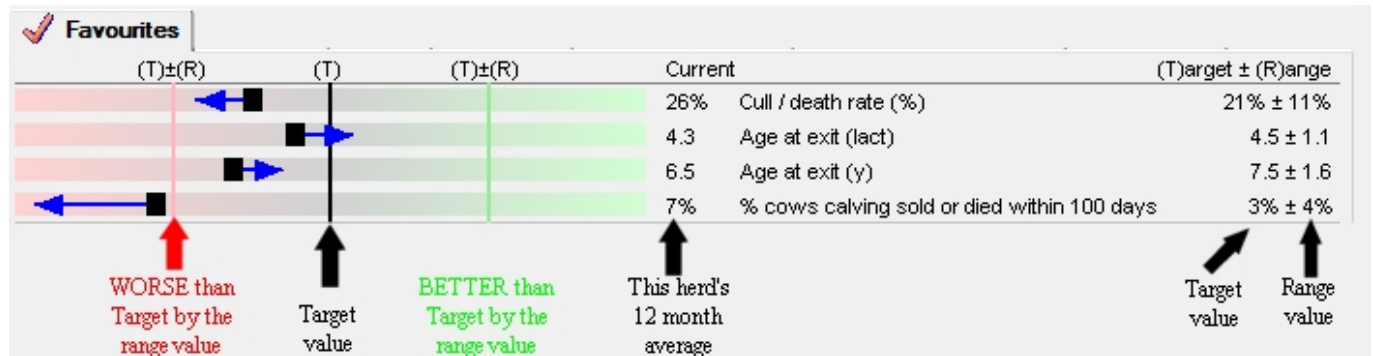 Favourites
(T)±(R) (T) (T)±(R) Current (T)arget ± (R)ange
26% Cull / death rate (%) 21% ± 11%
4.3 Age at exit (lact) 4.5 ± 1.1
6.5 Age at exit (y) 7.5 ± 1.6
7% % cows calving sold or died within 100 days 3% ± 4%
WORSE than
Target by the
range value
Target
value
BETTER than
Target by the
range value
This herd's
12 month
average
Target
value
Range
value